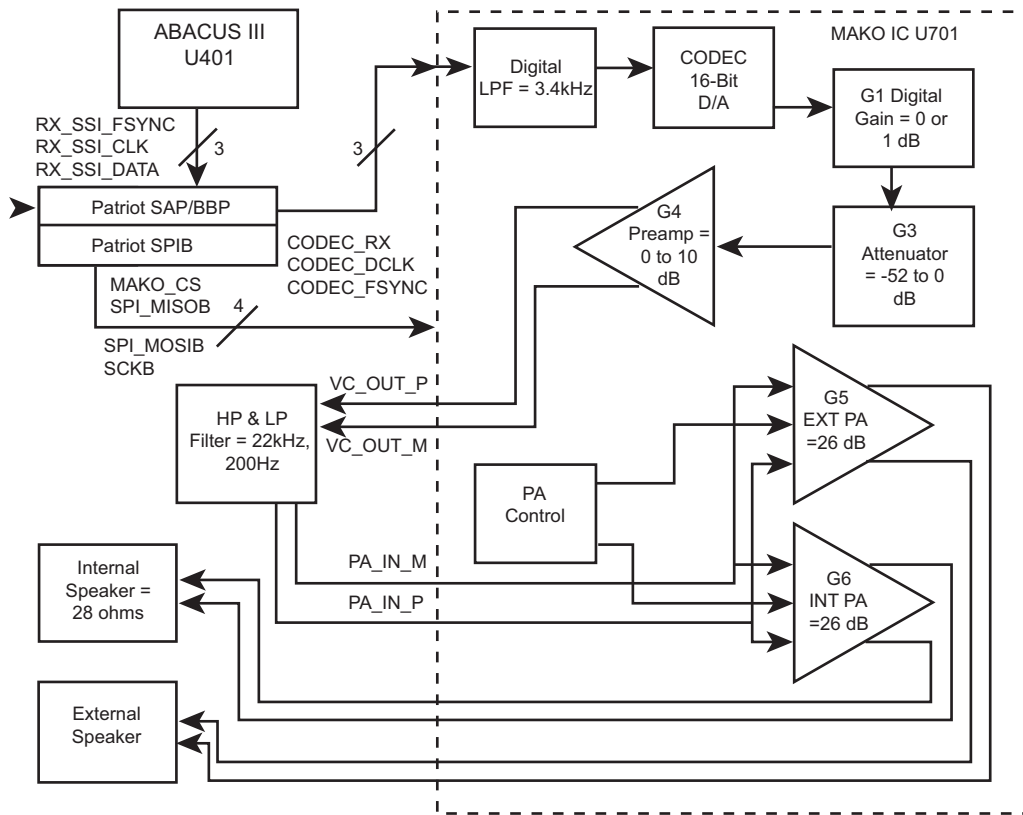 ABACUS III
U401
MAKO IC U701
Digital
LPF = 3.4kHz
CODEC
16-Bit
D/A
G1 Digital
Gain = 0 or
1 dB
RX_SSI_FSYNC
RX_SSI_CLK
RX_SSI_DATA
3
3
Patriot SAP/BBP
Patriot SPIB
CODEC_RX
CODEC_DCLK
CODEC_FSYNC
G4
Preamp =
0 to 10
dB
G3
Attenuator
= -52 to 0
dB
MAKO_CS
SPI_MISOB
4
SPI_MOSIB
SCKB
VC_OUT_P
HP & LP
Filter = 22kHz,
200Hz
VC_OUT_M
G5
EXT PA
=26 dB
PA
Control
PA_IN_M
PA_IN_P
Internal
Speaker =
28 ohms
G6
INT PA
=26 dB
External
Speaker